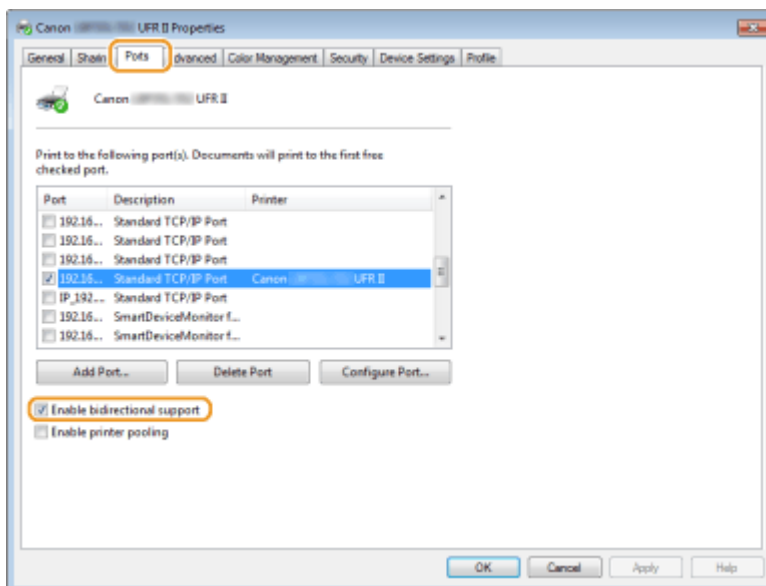 Canon UFR II Properties
General Sharin Ports dvanced Color Management Security Device Settings Profile
Canon UFR II
Print to the following port(s). Documents will print to the first free
checked port.
Port Description Printer
192.16... Standard TCP/IP Port
192.16... Standard TCP/IP Port
192.16... Standard TCP/IP Port
192.16... Standard TCP/IP Port Canon UFR II
IP_192.... Standard TCP/IP Port
192.16... SmartDeviceMonitor f...
192.16... SmartDeviceMonitor f...
Add Port... Delete Port Configure Port...
Enable bidirectional support
Enable printer pooling
OK Cancel Apply Help